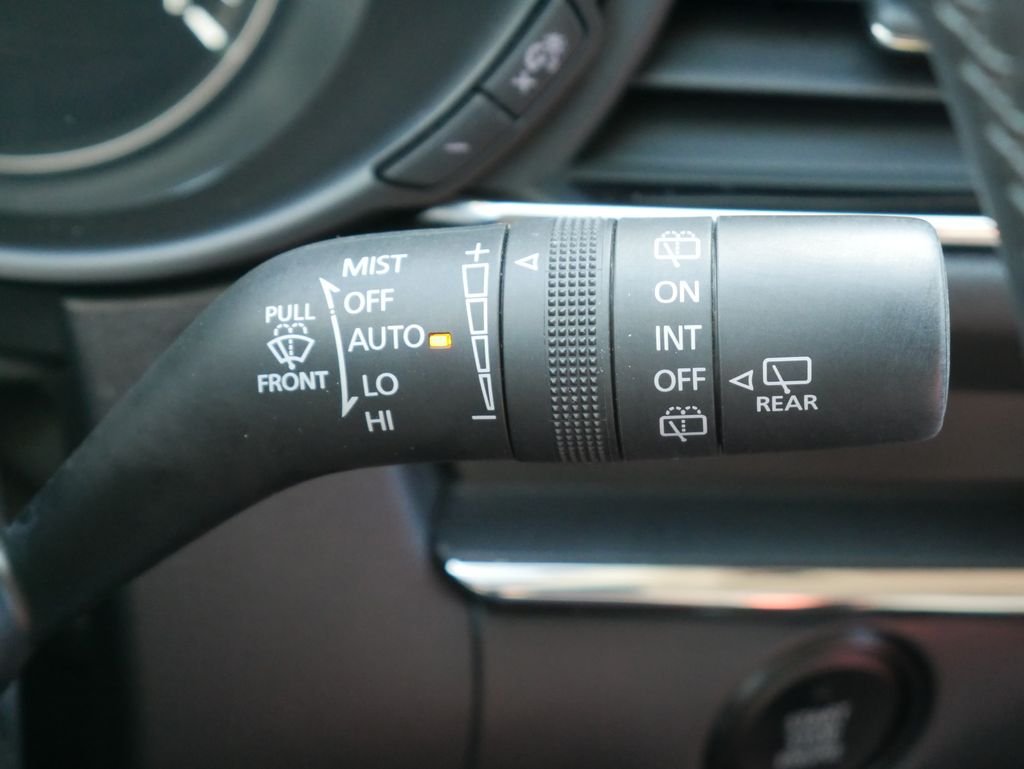 MIST
OFF
AUTO
LO
HI
PULL
FRONT
+
−
ON
INT
OFF
REAR